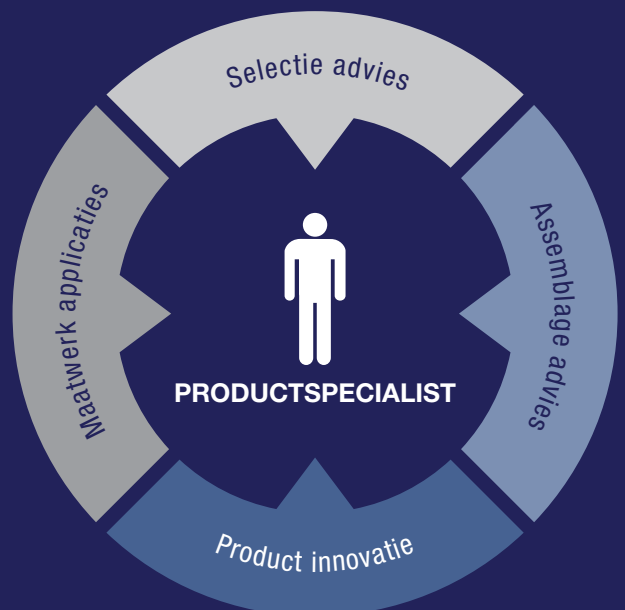 Selectie advies
Maatwerk applicaties
Assemblage advies
PRODUCTSPECIALIST
Product innovatie